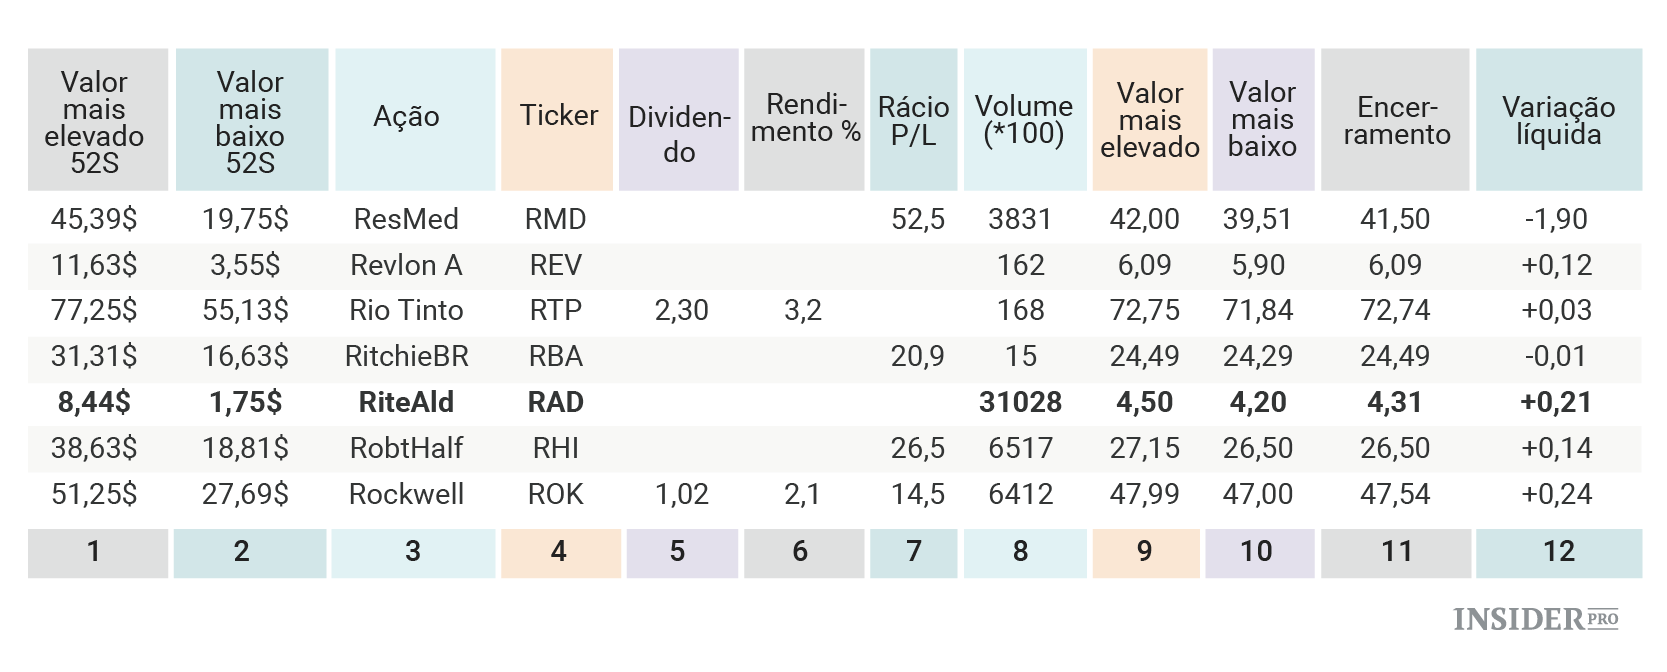 Valor mais elevado 52S Valor mais baixo 52S Ação Ticker Dividen-do Rendi-mento % Rácio P/L Volume (*100) Valor mais elevado Valor mais baixo Encer-ramento Variação líquida
45,39$ 19,75$ ResMed RMD 52,5 3831 42,00 39,51 41,50 -1,90
11,63$ 3,55$ Revlon A REV 162 6,09 5,90 6,09 +0,12
77,25$ 55,13$ Rio Tinto RTP 2,30 3,2 168 72,75 71,84 72,74 +0,03
31,31$ 16,63$ RitchieBR RBA 20,9 15 24,49 24,29 24,49 -0,01
8,44$ 1,75$ RiteAld RAD 31028 4,50 4,20 4,31 +0,21
38,63$ 18,81$ RobtHalf RHI 26,5 6517 27,15 26,50 26,50 +0,14
51,25$ 27,69$ Rockwell ROK 1,02 2,1 14,5 6412 47,99 47,00 47,54 +0,24
1 2 3 4 5 6 7 8 9 10 11 12
INSIDER PRO